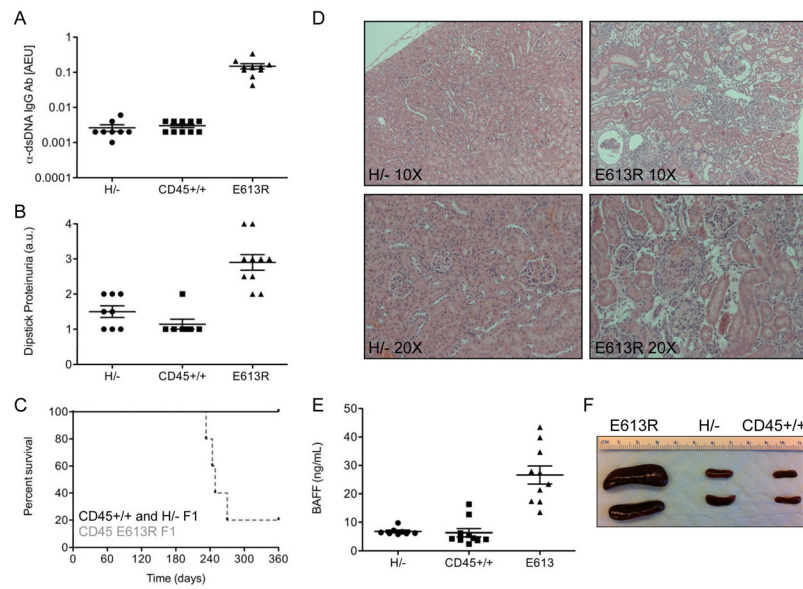 A
α-dsDNA IgG Ab [AEU]
1
0.1
0.01
0.001
0.0001
H/-
CD45+/+
E613R
B
Dipstick Proteinuria (a.u.)
4
3
2
1
0
H/-
CD45+/+
E613R
C
Percent survival
100
80
60
40
20
0
CD45+/+ and H/- F1
CD45 E613R F1
0
60
120
180
240
300
360
Time (days)
D
H/- 10X
E613R 10X
H/- 20X
E613R 20X
E
BAFF (ng/mL)
50
40
30
20
10
0
H/-
CD45+/+
E613
F
E613R H/- CD45+/+